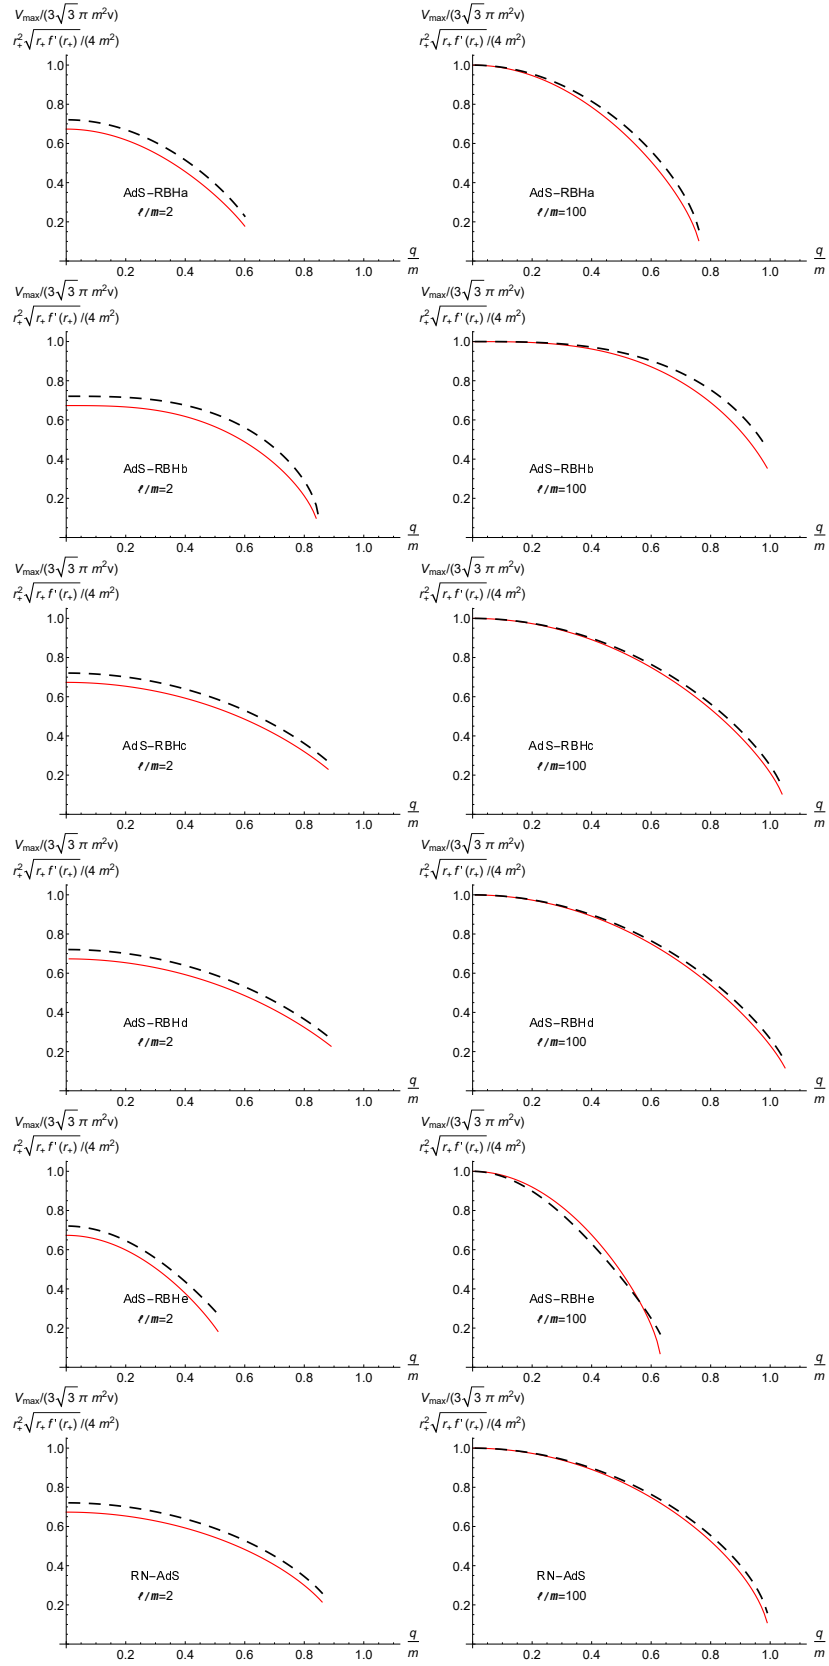 V_max/(3√3 π m²v)
r₊²√(r₊ f'(r₊))/(4 m²)
1.0
0.8
0.6
0.4
0.2
AdS-RBHa
ℓ/m=2
0.2 0.4 0.6 0.8 1.0
q/m
V_max/(3√3 π m²v)
r₊²√(r₊ f'(r₊))/(4 m²)
1.0
0.8
0.6
0.4
0.2
AdS-RBHa
ℓ/m=100
0.2 0.4 0.6 0.8 1.0
q/m
V_max/(3√3 π m²v)
r₊²√(r₊ f'(r₊))/(4 m²)
1.0
0.8
0.6
0.4
0.2
AdS-RBHb
ℓ/m=2
0.2 0.4 0.6 0.8 1.0
q/m
V_max/(3√3 π m²v)
r₊²√(r₊ f'(r₊))/(4 m²)
1.0
0.8
0.6
0.4
0.2
AdS-RBHb
ℓ/m=100
0.2 0.4 0.6 0.8 1.0
q/m
V_max/(3√3 π m²v)
r₊²√(r₊ f'(r₊))/(4 m²)
1.0
0.8
0.6
0.4
0.2
AdS-RBHc
ℓ/m=2
0.2 0.4 0.6 0.8 1.0
q/m
V_max/(3√3 π m²v)
r₊²√(r₊ f'(r₊))/(4 m²)
1.0
0.8
0.6
0.4
0.2
AdS-RBHc
ℓ/m=100
0.2 0.4 0.6 0.8 1.0
q/m
V_max/(3√3 π m²v)
r₊²√(r₊ f'(r₊))/(4 m²)
1.0
0.8
0.6
0.4
0.2
AdS-RBHd
ℓ/m=2
0.2 0.4 0.6 0.8 1.0
q/m
V_max/(3√3 π m²v)
r₊²√(r₊ f'(r₊))/(4 m²)
1.0
0.8
0.6
0.4
0.2
AdS-RBHd
ℓ/m=100
0.2 0.4 0.6 0.8 1.0
q/m
V_max/(3√3 π m²v)
r₊²√(r₊ f'(r₊))/(4 m²)
1.0
0.8
0.6
0.4
0.2
AdS-RBHe
ℓ/m=2
0.2 0.4 0.6 0.8 1.0
q/m
V_max/(3√3 π m²v)
r₊²√(r₊ f'(r₊))/(4 m²)
1.0
0.8
0.6
0.4
0.2
AdS-RBHe
ℓ/m=100
0.2 0.4 0.6 0.8 1.0
q/m
V_max/(3√3 π m²v)
r₊²√(r₊ f'(r₊))/(4 m²)
1.0
0.8
0.6
0.4
0.2
RN-AdS
ℓ/m=2
0.2 0.4 0.6 0.8 1.0
q/m
V_max/(3√3 π m²v)
r₊²√(r₊ f'(r₊))/(4 m²)
1.0
0.8
0.6
0.4
0.2
RN-AdS
ℓ/m=100
0.2 0.4 0.6 0.8 1.0
q/m